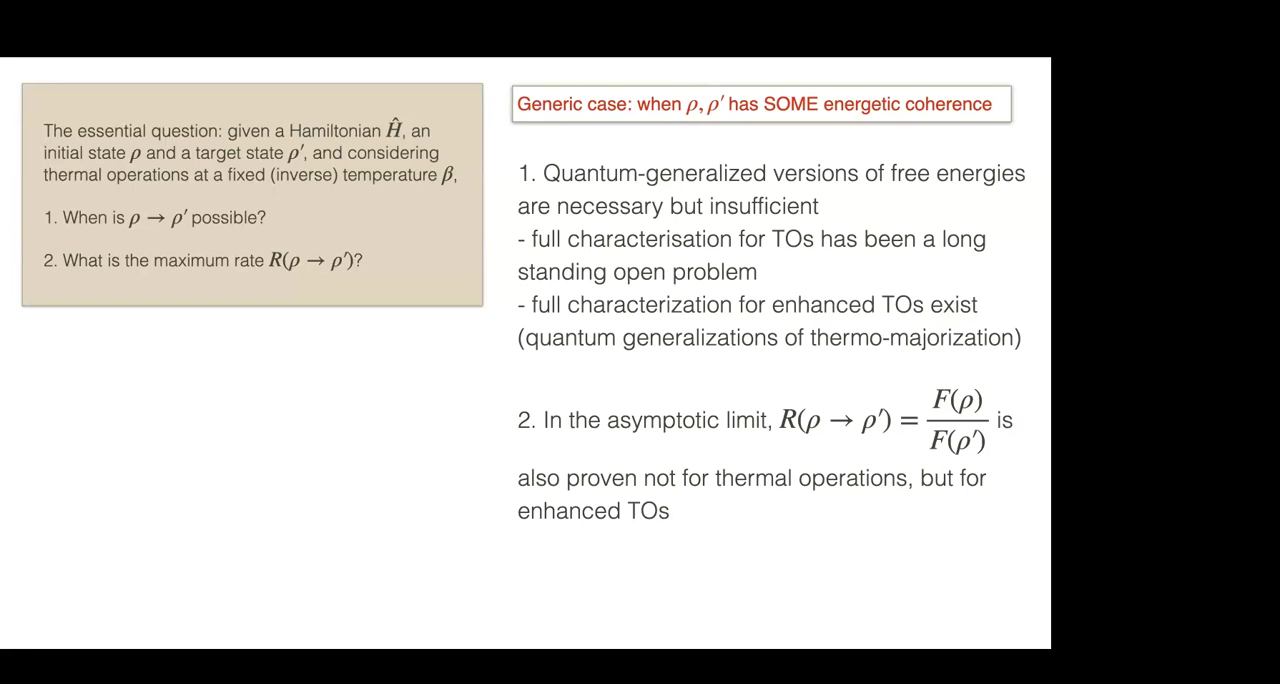 The essential question: given a Hamiltonian Ĥ, an
initial state ρ and a target state ρ′, and considering
thermal operations at a fixed (inverse) temperature β,
1. When is ρ → ρ′ possible?
2. What is the maximum rate R(ρ → ρ′)?
Generic case: when ρ, ρ′ has SOME energetic coherence
1. Quantum-generalized versions of free energies
are necessary but insufficient
- full characterisation for TOs has been a long
standing open problem
- full characterization for enhanced TOs exist
(quantum generalizations of thermo-majorization)
2. In the asymptotic limit, R(ρ → ρ′) = F(ρ)/F(ρ′) is
also proven not for thermal operations, but for
enhanced TOs